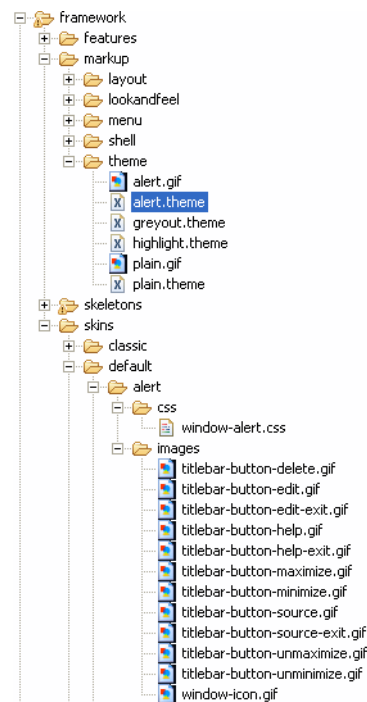 framework
features
markup
layout
lookandfeel
menu
shell
theme
alert.gif
alert.theme
greyout.theme
highlight.theme
plain.gif
plain.theme
skeletons
skins
classic
default
alert
css
window-alert.css
images
titlebar-button-delete.gif
titlebar-button-edit.gif
titlebar-button-edit-exit.gif
titlebar-button-help.gif
titlebar-button-help-exit.gif
titlebar-button-maximize.gif
titlebar-button-minimize.gif
titlebar-button-source.gif
titlebar-button-source-exit.gif
titlebar-button-unmaximize.gif
titlebar-button-unminimize.gif
window-icon.gif